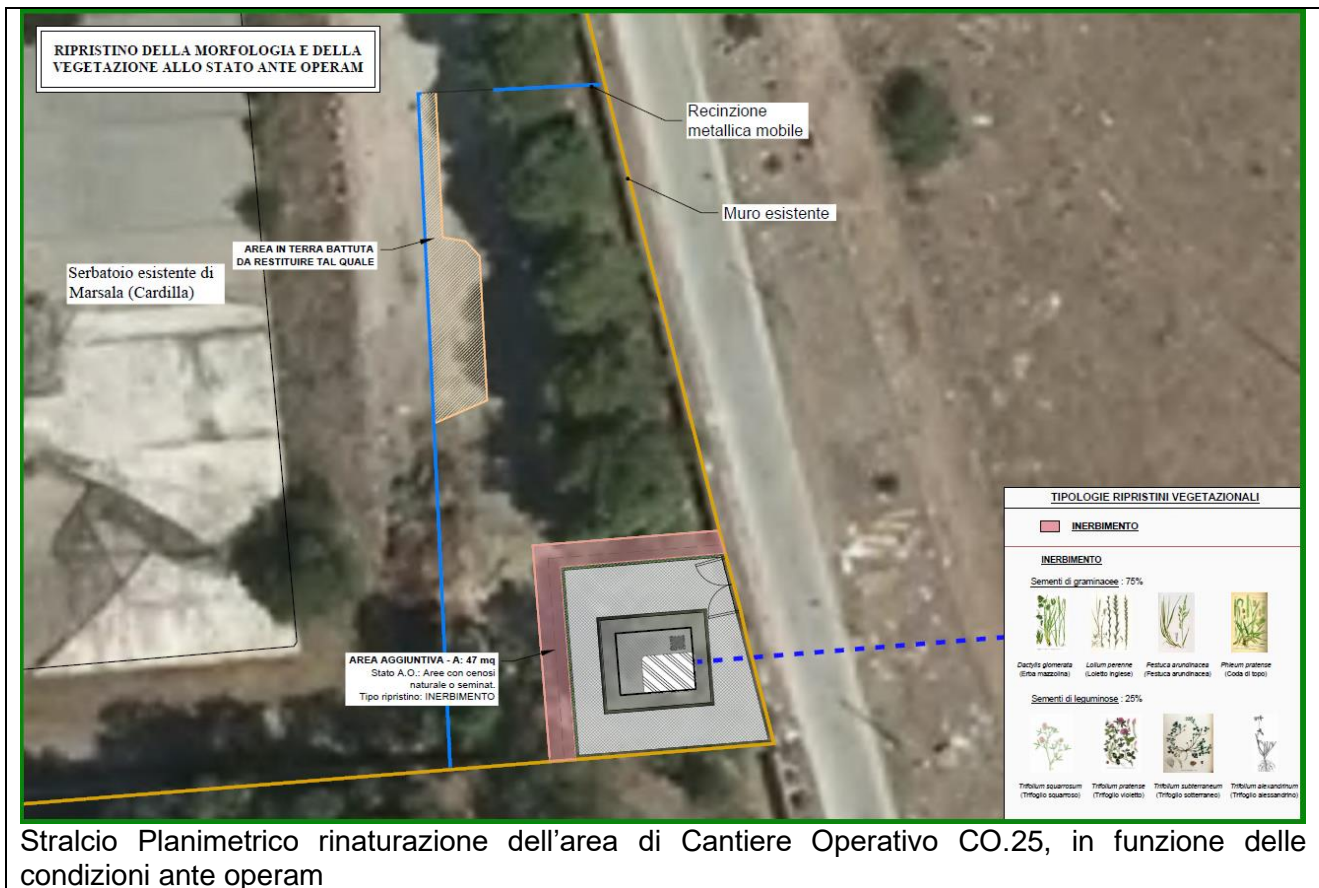 RIPRISTINO DELLA MORFOLOGIA E DELLA
VEGETAZIONE ALLO STATO ANTE OPERAM
Recinzione
metallica mobile
Muro esistente
AREA IN TERRA BATTUTA
DA RESTITUIRE TAL QUALE
Serbatoio esistente di
Marsala (Cardilla)
AREA AGGIUNTIVA - A: 47 mq
Stato A.O.: Aree con cenosi
naturale o seminat.
Tipo ripristino: INERBIMENTO
TIPOLOGIE RIPRISTINI VEGETAZIONALI
INERBIMENTO
INERBIMENTO
Sementi di graminacee : 75%
Dactylis glomerata Lolium perenne Festuca arundinacea Phleum pratense
(Erba mazzolina) (Loietto inglese) (Festuca arundinacea) (Coda di topo)
Sementi di leguminose : 25%
Trifolium squarrosum Trifolium pratense Trifolium subterraneum Trifolium alexandrinum
(Trifoglio squarroso) (Trifoglio violetto) (Trifoglio sotterraneo) (Trifoglio alessandrino)
Stralcio Planimetrico rinaturazione dell'area di Cantiere Operativo CO.25, in funzione delle
condizioni ante operam